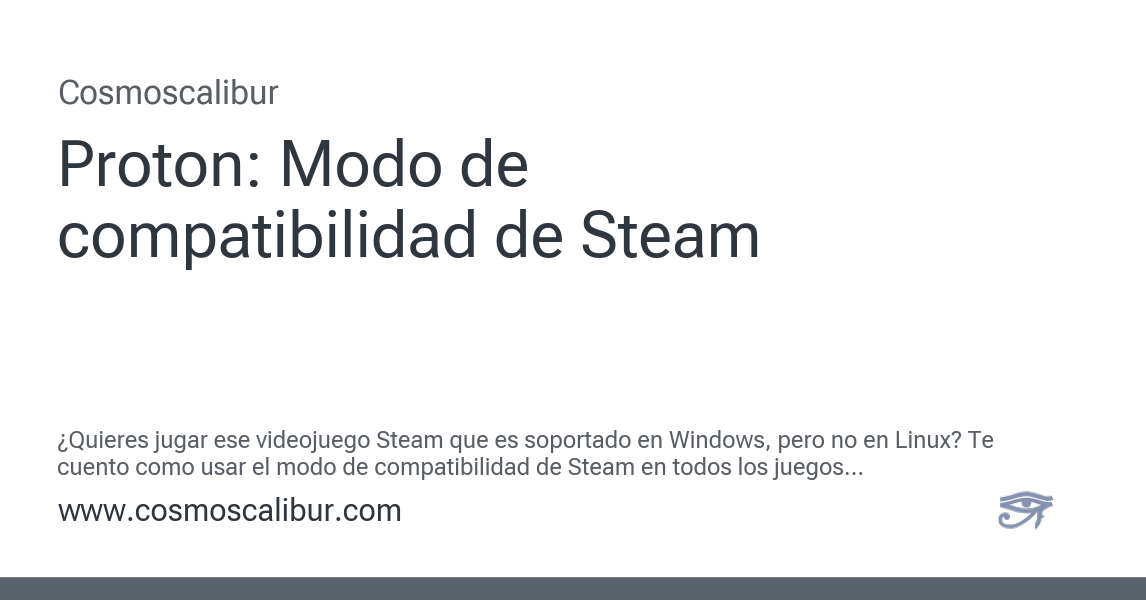 Cosmoscalibur
Proton: Modo de
compatibilidad de Steam
¿Quieres jugar ese videojuego Steam que es soportado en Windows, pero no en Linux? Te
cuento como usar el modo de compatibilidad de Steam en todos los juegos...
www.cosmoscalibur.com